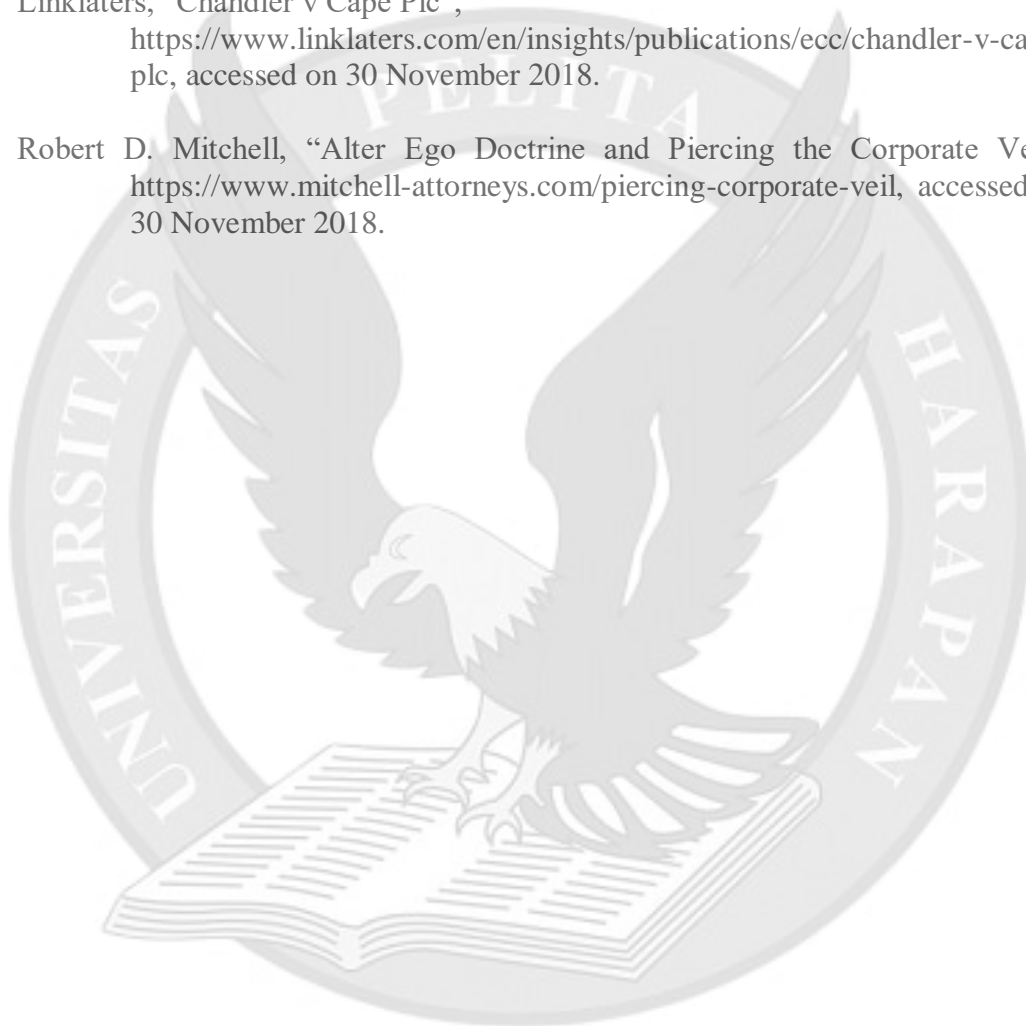 Linklaters, “Chandler v Cape Plc”,
https://www.linklaters.com/en/insights/publications/ecc/chandler-v-ca
plc, accessed on 30 November 2018.
Robert D. Mitchell, “Alter Ego Doctrine and Piercing the Corporate Ve
https://www.mitchell-attorneys.com/piercing-corporate-veil, accessed
30 November 2018.
UNIVERSITAS PELITA HARAPAN